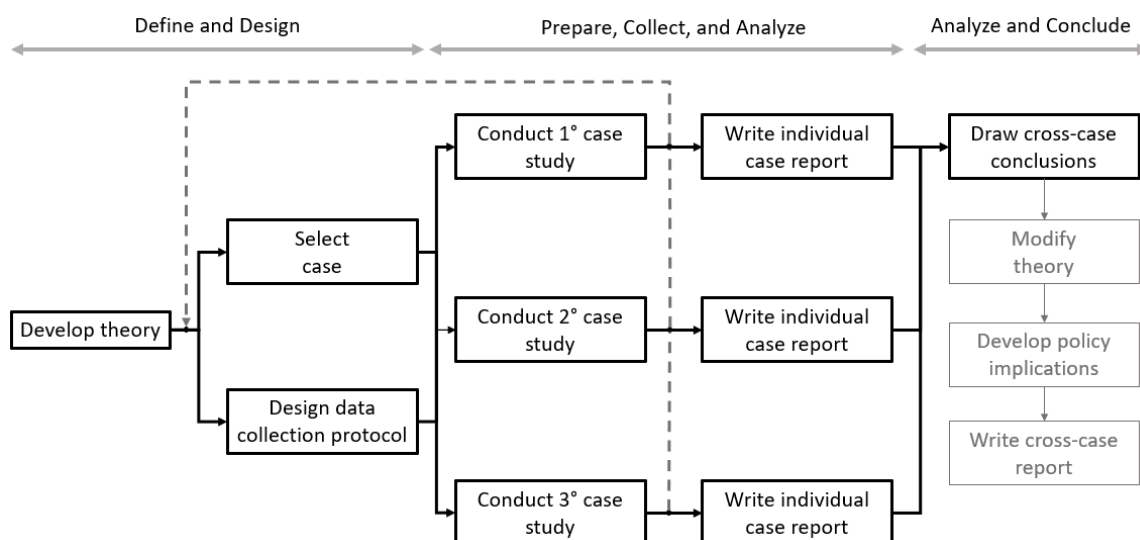 Define and Design
Prepare, Collect, and Analyze
Analyze and Conclude
Conduct 1° case
study
Write individual
case report
Draw cross-case
conclusions
Select
case
Modify
theory
Develop theory
Conduct 2° case
study
Write individual
case report
Develop policy
implications
Design data
collection protocol
Write cross-case
report
Conduct 3° case
study
Write individual
case report